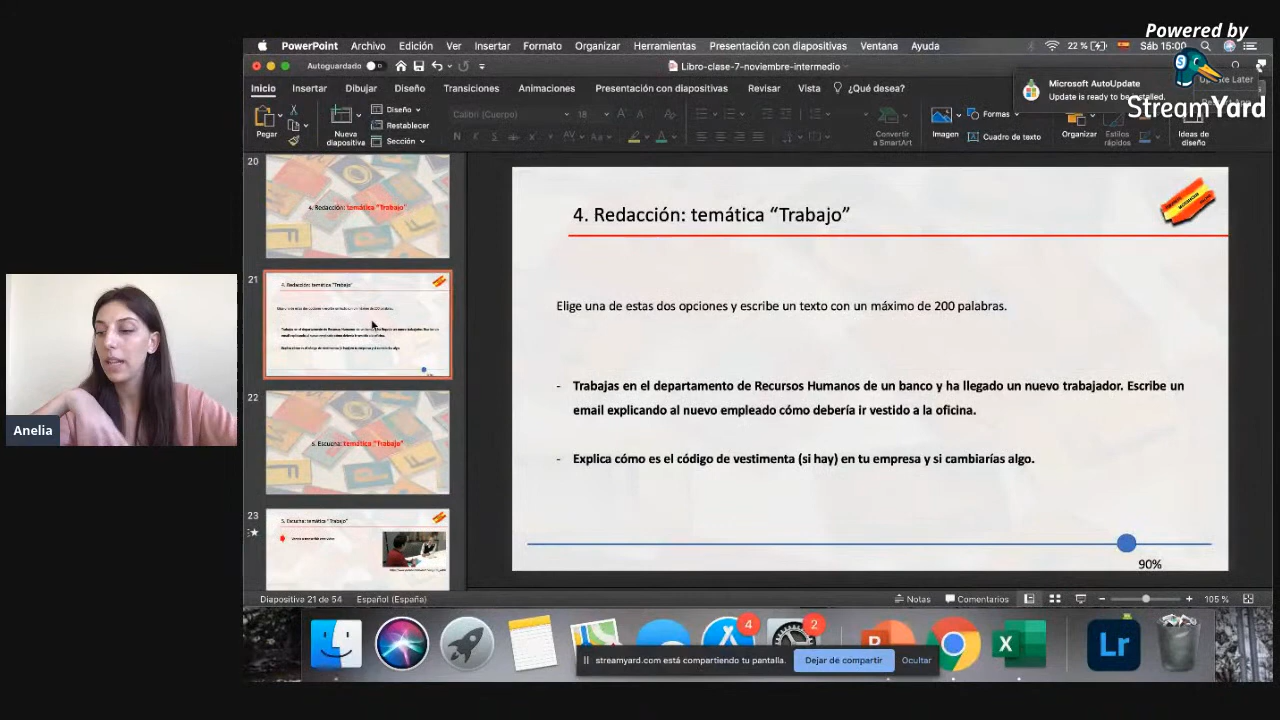 Powered by
StreamYard
PowerPoint Archivo Edición Ver Insertar Formato Organizar Herramientas Presentación con diapositivas Ventana Ayuda
22 % Sáb 15:00
Autoguardado
Libro-clase-7-noviembre-intermedio
Microsoft AutoUpdate
Update is ready to be installed.
Update Later
Inicio Insertar Dibujar Diseño Transiciones Animaciones Presentación con diapositivas Revisar Vista ¿Qué desea?
Pegar
Nueva diapositiva
Diseño
Restablecer
Sección
Calibri (Cuerpo) 18
Convertir a SmartArt
Imagen
Formas
Cuadro de texto
Organizar
Estilos rápidos
Ideas de diseño
20
4. Redacción: temática “Trabajo”
21
4. Redacción: temática “Trabajo”
22
5. Escucha: temática “Trabajo”
23
5. Escucha: temática “Trabajo”
4. Redacción: temática “Trabajo”
Elige una de estas dos opciones y escribe un texto con un máximo de 200 palabras.
- Trabajas en el departamento de Recursos Humanos de un banco y ha llegado un nuevo trabajador. Escribe un
email explicando al nuevo empleado cómo debería ir vestido a la oficina.
- Explica cómo es el código de vestimenta (si hay) en tu empresa y si cambiarías algo.
90%
Anelia
Diapositiva 21 de 54 Español (España)
Notas Comentarios 105 %
4
2
Lr
streamyard.com está compartiendo tu pantalla. Dejar de compartir Ocultar